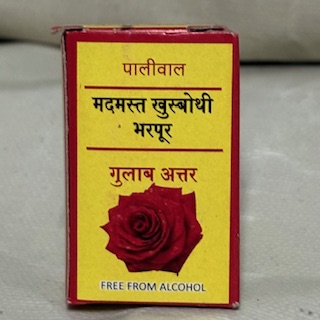 पालीवाल
मदमस्त खुस्बोथी
भरपूर
गुलाब अत्तर
FREE FROM ALCOHOL